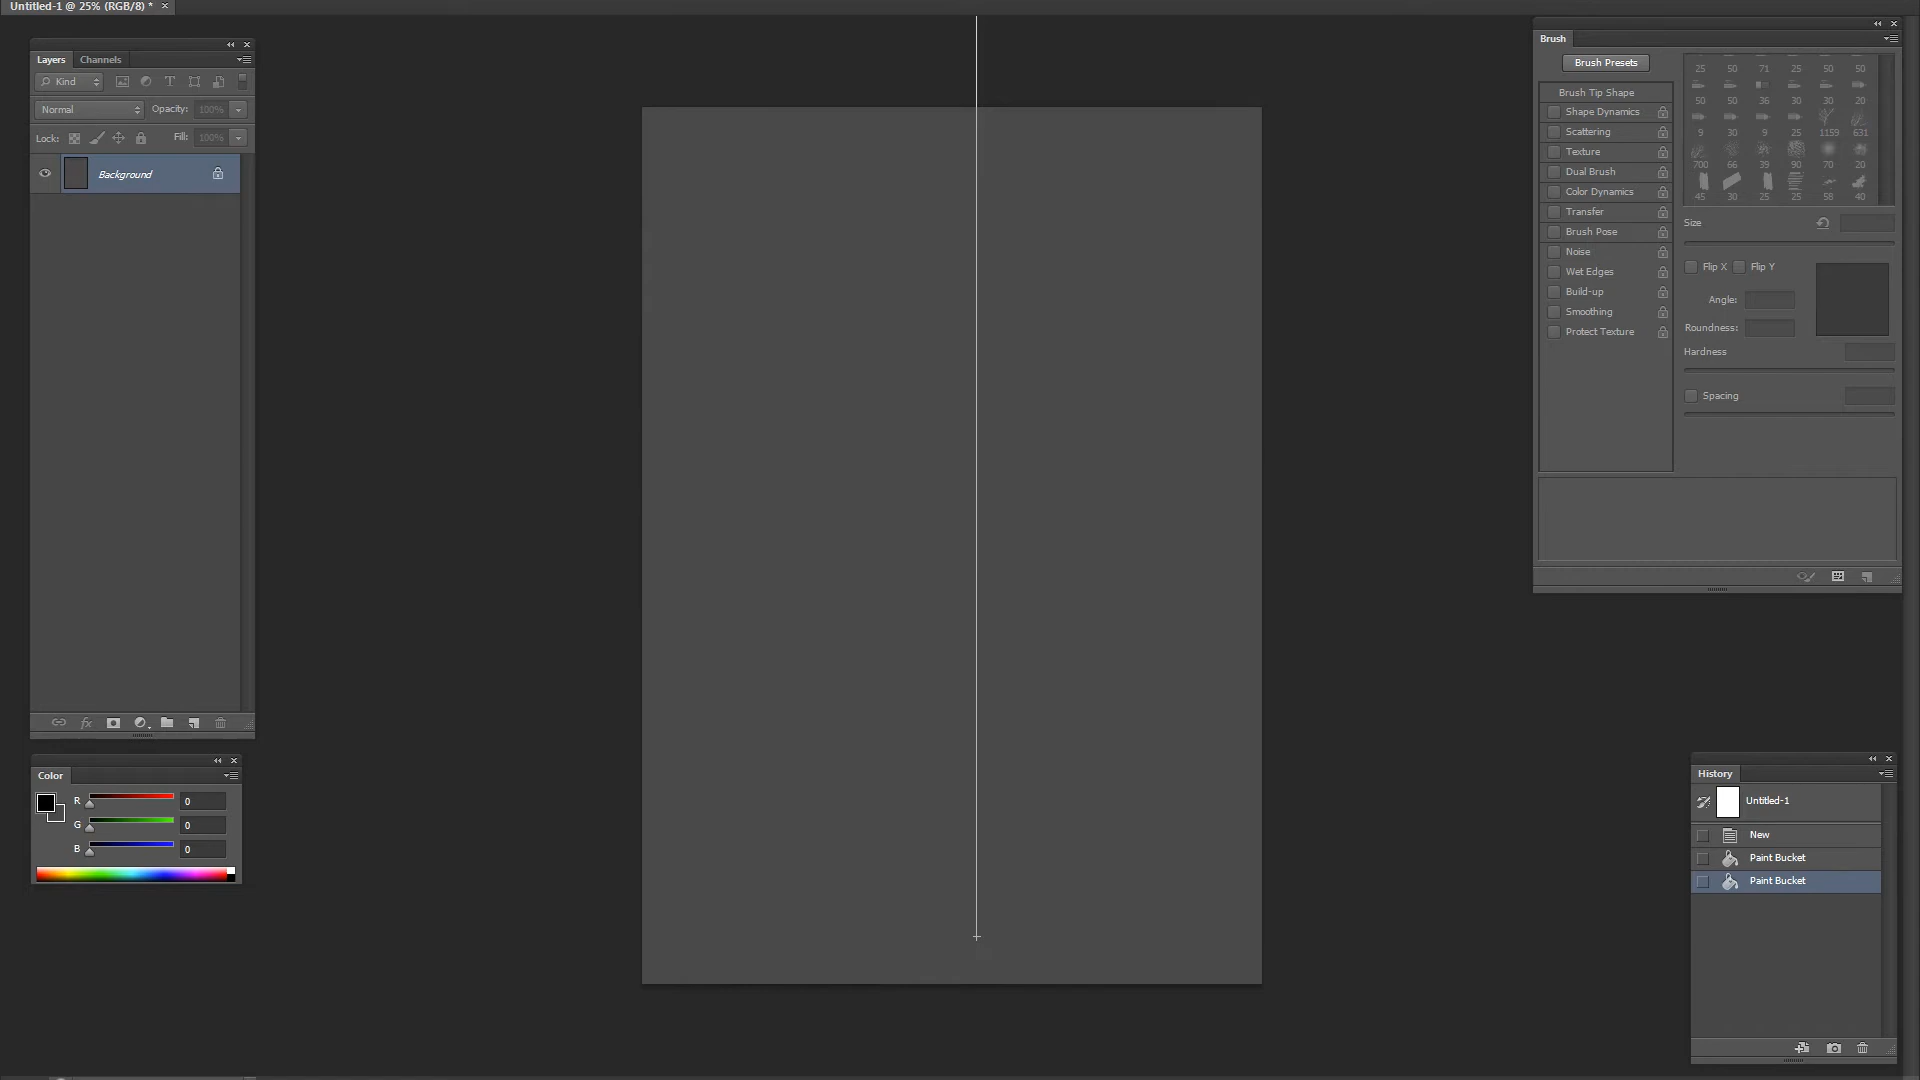 Untitled-1 @ 25% (RGB/8) *
Layers Channels
Kind
Normal Opacity: 100%
Lock: Fill: 100%
Background
Color
R 0
G 0
B 0
Brush
Brush Presets
Brush Tip Shape
Shape Dynamics
Scattering
Texture
Dual Brush
Color Dynamics
Transfer
Brush Pose
Noise
Wet Edges
Build-up
Smoothing
Protect Texture
25 50 71 25 50 50
50 50 36 30 30 20
9 30 9 25 1159 631
700 66 39 90 70 20
45 30 25 25 58 40
Size
Flip X Flip Y
Angle:
Roundness:
Hardness
Spacing
History
Untitled-1
New
Paint Bucket
Paint Bucket